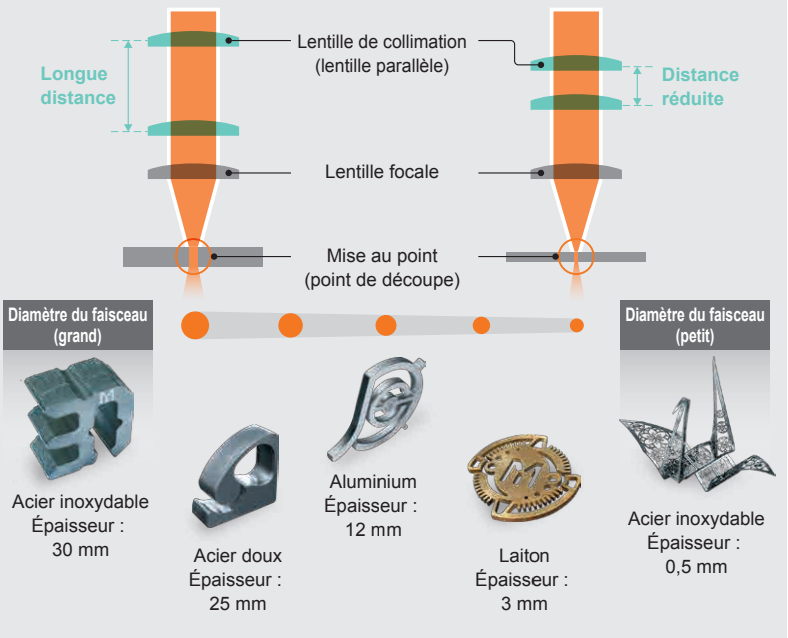 Longue
distance
Lentille de collimation
(lentille parallèle)
Distance
réduite
Lentille focale
Mise au point
(point de découpe)
Diamètre du faisceau
(grand)
Diamètre du faisceau
(petit)
Acier inoxydable
Épaisseur :
30 mm
Acier doux
Épaisseur :
25 mm
Aluminium
Épaisseur :
12 mm
M
Laiton
Épaisseur :
3 mm
Acier inoxydable
Épaisseur :
0,5 mm